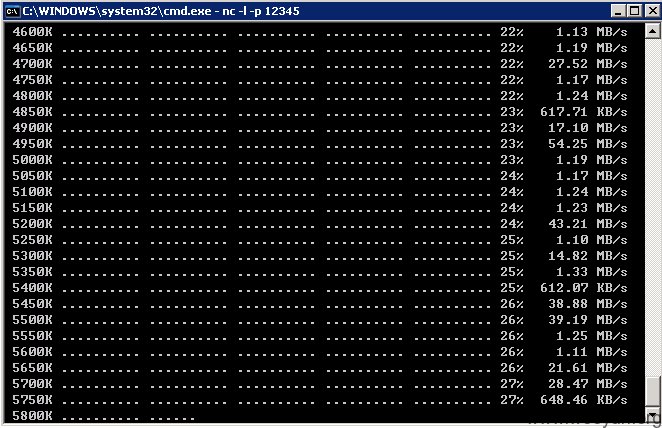 C:\WINDOWS\system32\cmd.exe - nc -l -p 12345
4600K .......... .......... .......... .......... .......... 22% 1.13 MB/s
4650K .......... .......... .......... .......... .......... 22% 1.19 MB/s
4700K .......... .......... .......... .......... .......... 22% 27.52 MB/s
4750K .......... .......... .......... .......... .......... 22% 1.17 MB/s
4800K .......... .......... .......... .......... .......... 22% 1.24 MB/s
4850K .......... .......... .......... .......... .......... 23% 617.71 KB/s
4900K .......... .......... .......... .......... .......... 23% 17.10 MB/s
4950K .......... .......... .......... .......... .......... 23% 54.25 MB/s
5000K .......... .......... .......... .......... .......... 23% 1.19 MB/s
5050K .......... .......... .......... .......... .......... 24% 1.17 MB/s
5100K .......... .......... .......... .......... .......... 24% 1.24 MB/s
5150K .......... .......... .......... .......... .......... 24% 1.23 MB/s
5200K .......... .......... .......... .......... .......... 24% 43.21 MB/s
5250K .......... .......... .......... .......... .......... 25% 1.10 MB/s
5300K .......... .......... .......... .......... .......... 25% 14.82 MB/s
5350K .......... .......... .......... .......... .......... 25% 1.33 MB/s
5400K .......... .......... .......... .......... .......... 25% 612.07 KB/s
5450K .......... .......... .......... .......... .......... 26% 38.88 MB/s
5500K .......... .......... .......... .......... .......... 26% 39.19 MB/s
5550K .......... .......... .......... .......... .......... 26% 1.25 MB/s
5600K .......... .......... .......... .......... .......... 26% 1.11 MB/s
5650K .......... .......... .......... .......... .......... 26% 21.61 MB/s
5700K .......... .......... .......... .......... .......... 27% 28.47 MB/s
5750K .......... .......... .......... .......... .......... 27% 648.46 KB/s
5800K .......... ......